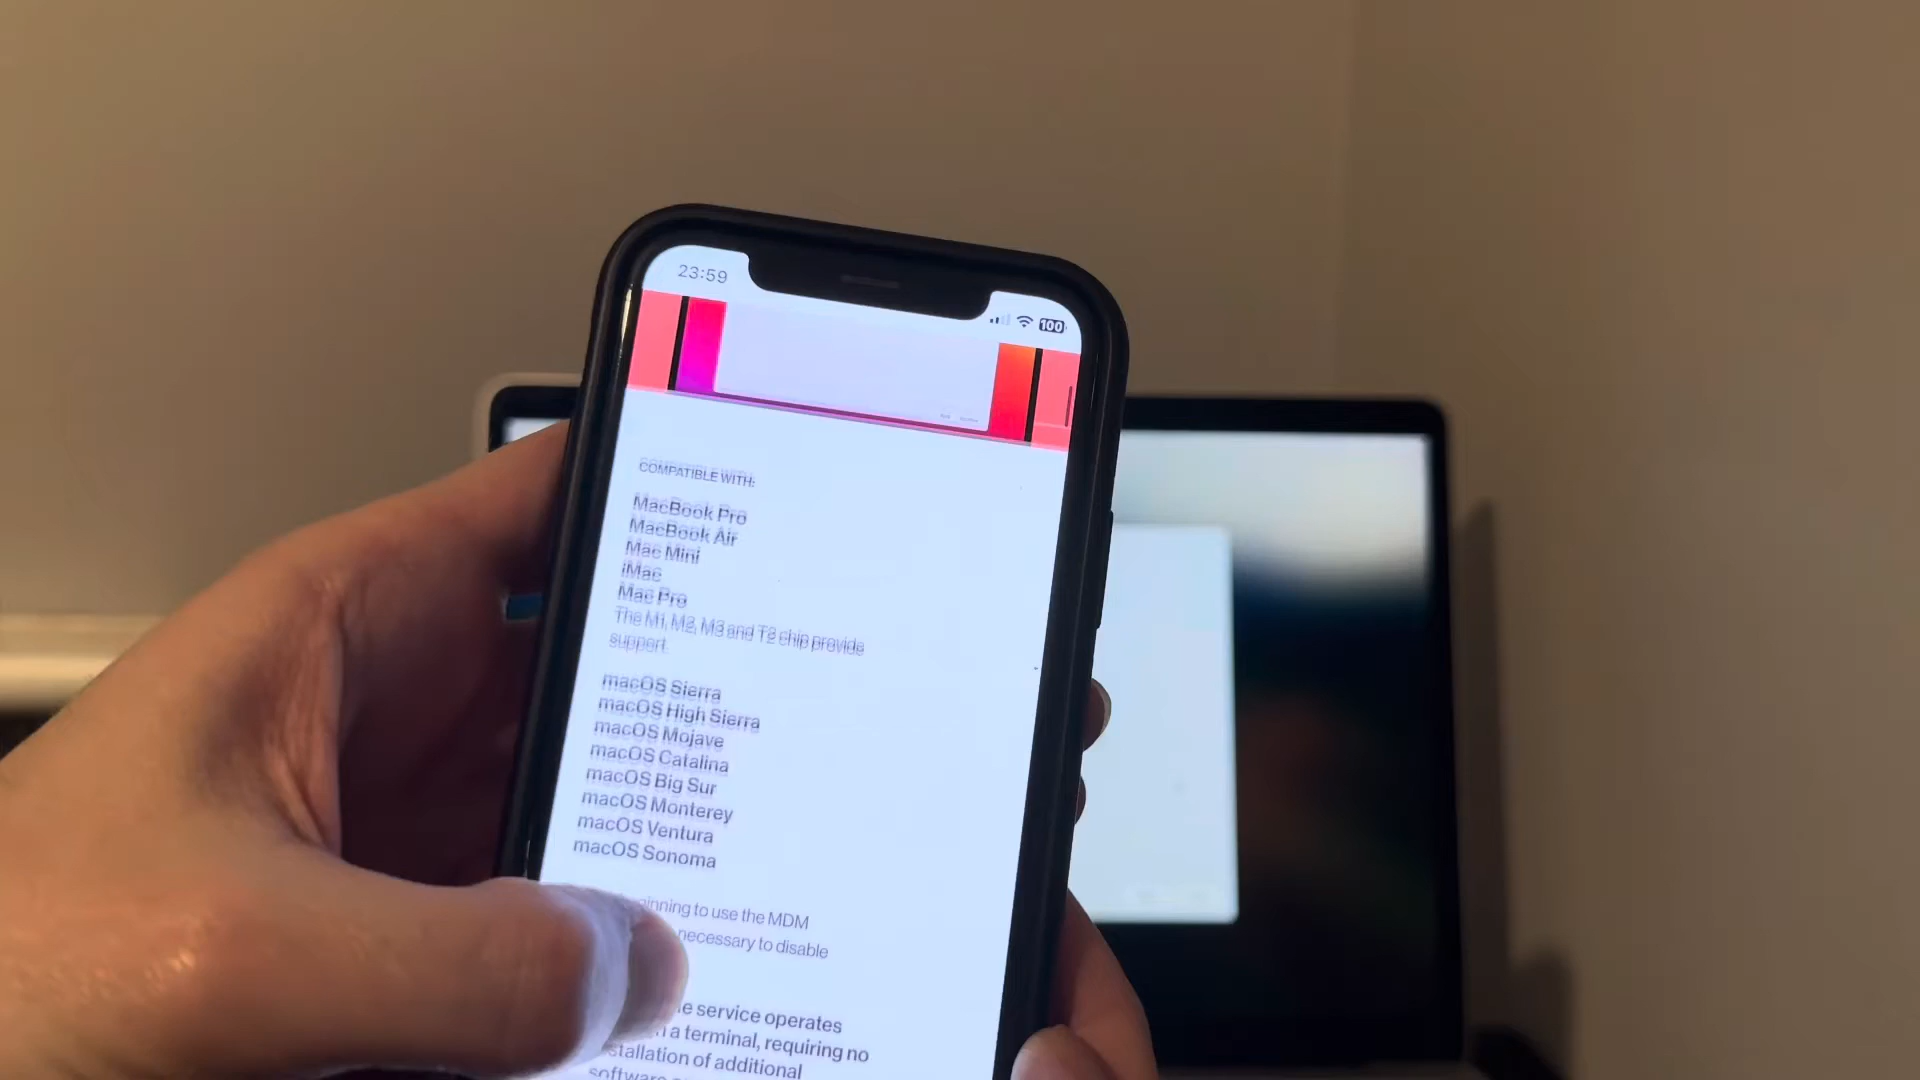 23:59
100
COMPATIBLE WITH:
MacBook Pro
MacBook Air
Mac Mini
iMac
Mac Pro
The M1, M2, M3 and T2 chip provide
support.
macOS Sierra
macOS High Sierra
macOS Mojave
macOS Catalina
macOS Big Sur
macOS Monterey
macOS Ventura
macOS Sonoma
to use the MDM
necessary to disable
service operates
a terminal, requiring no
of additional
software